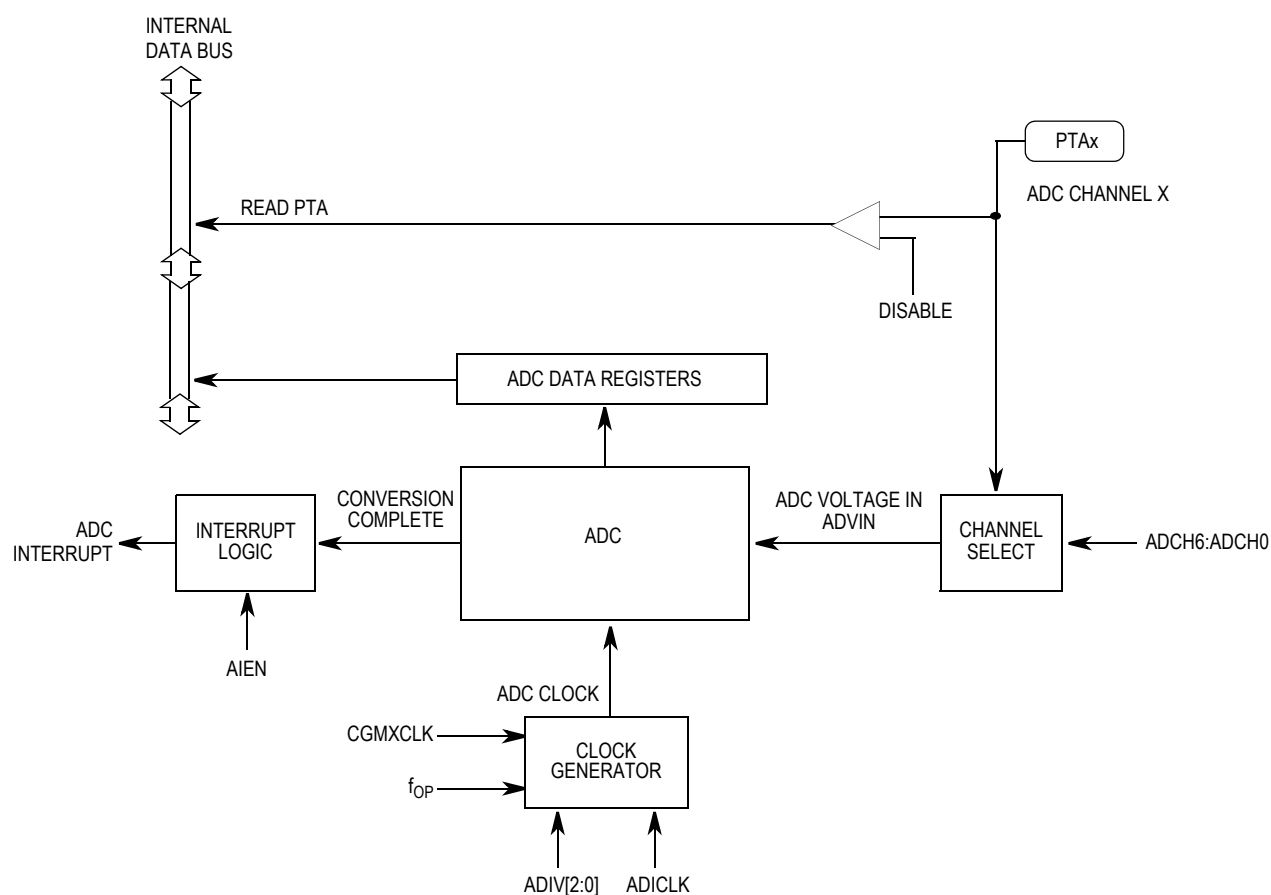 INTERNAL
DATA BUS
PTAx
READ PTA
ADC CHANNEL X
DISABLE
ADC DATA REGISTERS
CONVERSION
COMPLETE
ADC VOLTAGE IN
ADVIN
ADC
INTERRUPT
INTERRUPT
LOGIC
ADC
CHANNEL
SELECT
ADCH6:ADCH0
AIEN
ADC CLOCK
CGMXCLK
CLOCK
GENERATOR
fOP
ADIV[2:0]
ADICLK